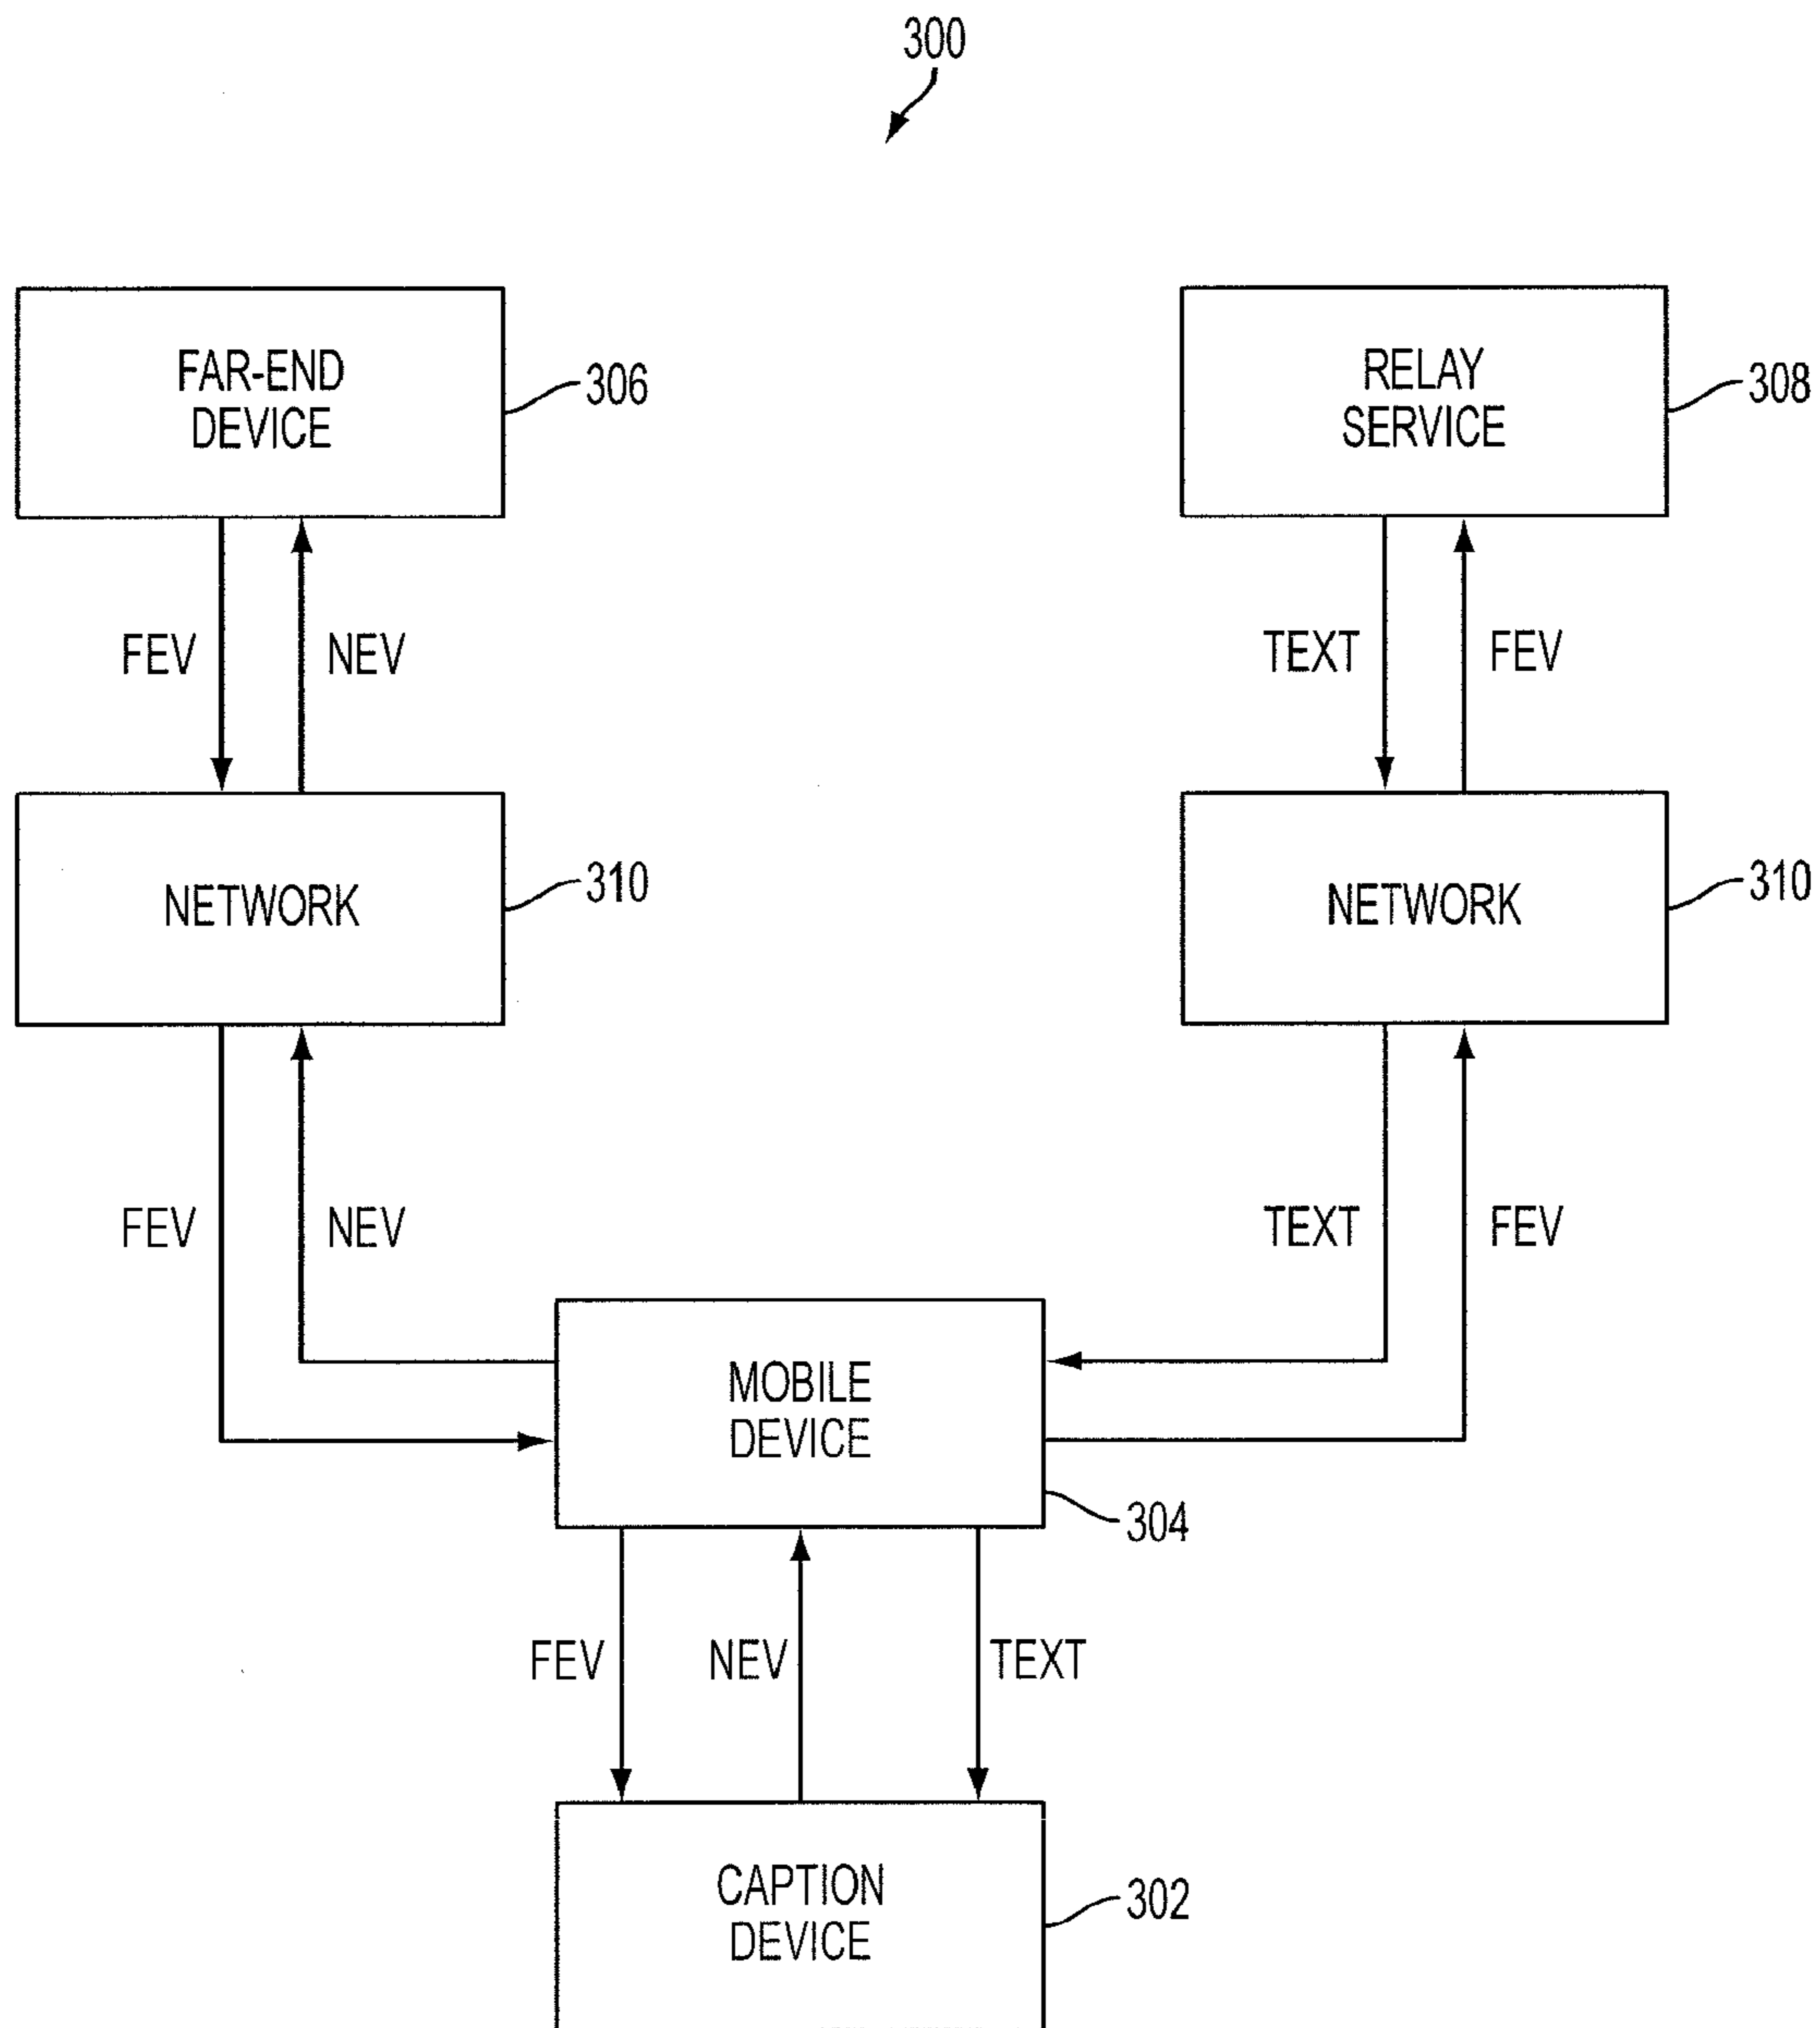 300
FAR-END
DEVICE
306
RELAY
SERVICE
308
FEV
NEV
TEXT
FEV
NETWORK
310
NETWORK
310
FEV
NEV
TEXT
FEV
MOBILE
DEVICE
304
FEV
NEV
TEXT
CAPTION
DEVICE
302